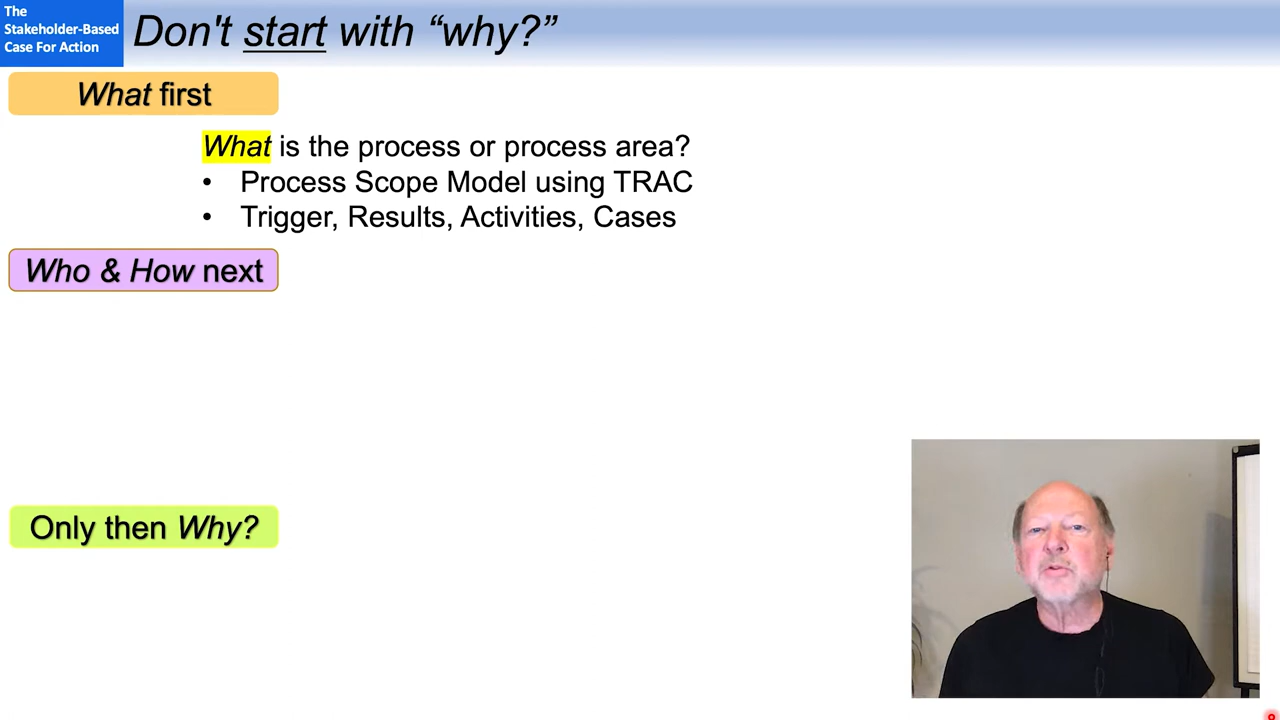 The
Stakeholder-Based
Case For Action
Don't start with “why?”
What first
What is the process or process area?
• Process Scope Model using TRAC
• Trigger, Results, Activities, Cases
Who & How next
Only then Why?
8